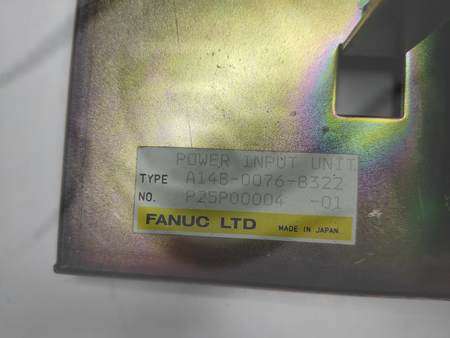 POWER INPUT UNIT
TYPE A14B-0076-B322
NO. P25P00004 -01
FANUC LTD MADE IN JAPAN